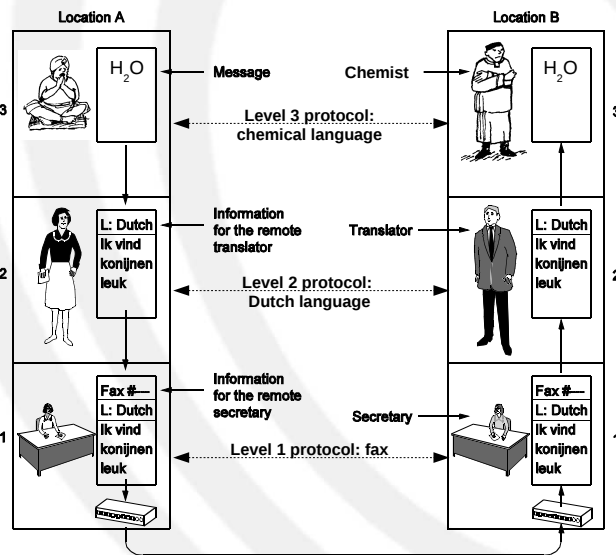 Location A
Location B
H2O
Message
Chemist
H2O
3
3
Level 3 protocol:
chemical language
L: Dutch
Ik vind
konijnen
leuk
Information
for the remote
translator
Translator
L: Dutch
Ik vind
konijnen
leuk
2
2
Level 2 protocol:
Dutch language
Fax #—
L: Dutch
Ik vind
konijnen
leuk
Information
for the remote
secretary
Secretary
Fax #—
L: Dutch
Ik vind
konijnen
leuk
1
1
Level 1 protocol: fax